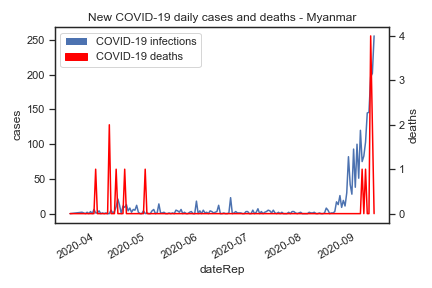 New COVID-19 daily cases and deaths - Myanmar
COVID-19 infections
COVID-19 deaths
250
200
150
100
50
0
cases
4
3
2
1
0
deaths
2020-04
2020-05
2020-06
2020-07
2020-08
2020-09
dateRep